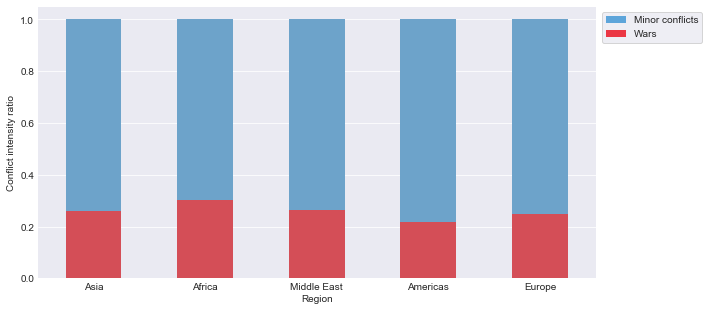 1.0
0.8
0.6
0.4
0.2
0.0
Conflict intensity ratio
Asia
Africa
Middle East
Americas
Europe
Region
Minor conflicts
Wars